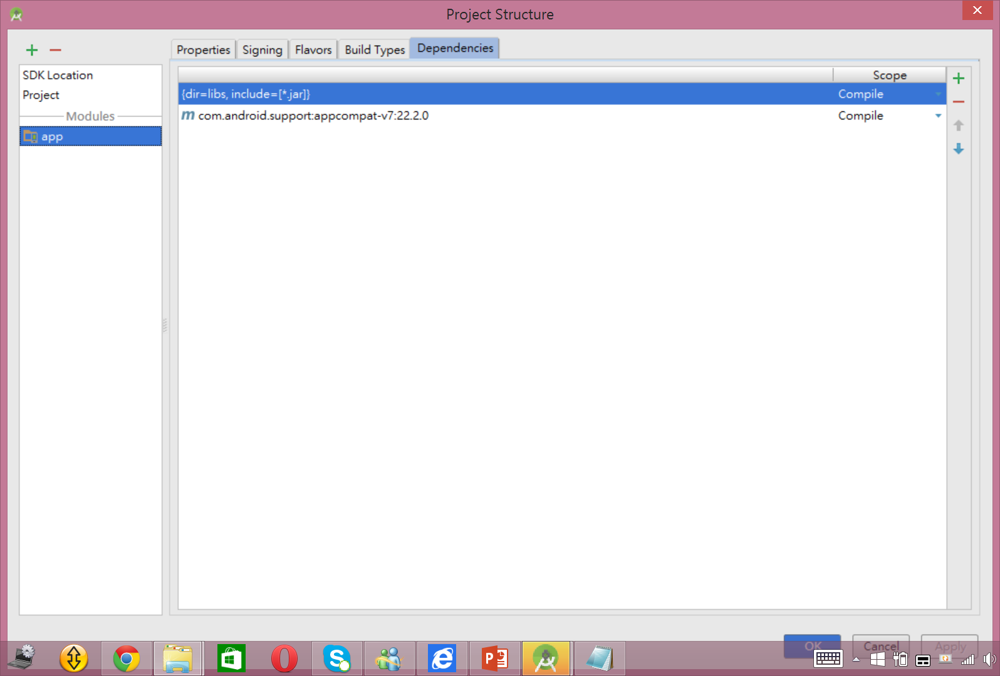 Project Structure
Properties Signing Flavors Build Types Dependencies
SDK Location
Project
Modules
app
Scope
{dir=libs, include=[*.jar]} Compile
m com.android.support:appcompat-v7:22.2.0 Compile
OK Cancel Apply